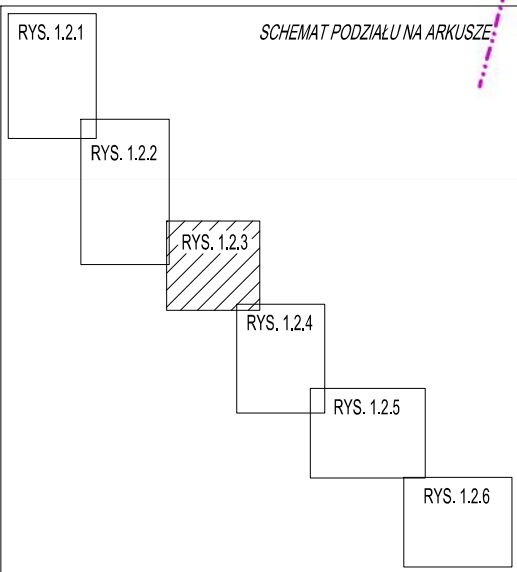 SCHEMAT PODZIAŁU NA ARKUSZE
RYS. 1.2.1
RYS. 1.2.2
RYS. 1.2.3
RYS. 1.2.4
RYS. 1.2.5
RYS. 1.2.6